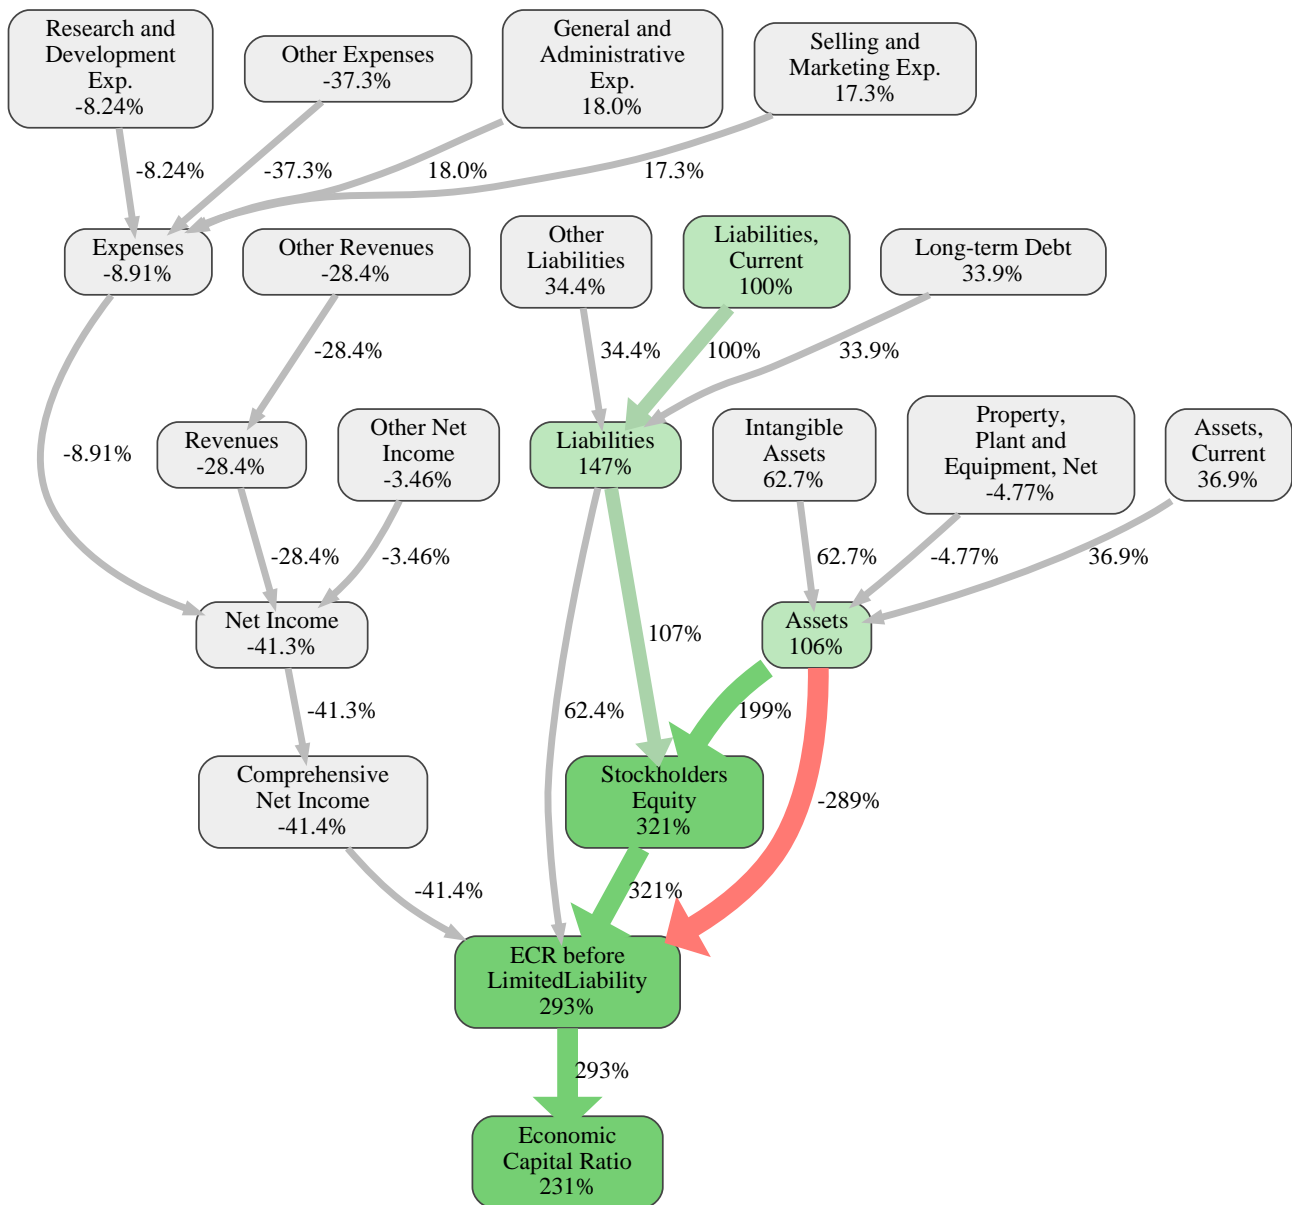 Research and
Development
Exp.
-8.24%
Other Expenses
-37.3%
General and
Administrative
Exp.
18.0%
Selling and
Marketing Exp.
17.3%
-8.24%
-37.3%
18.0%
17.3%
Expenses
-8.91%
Other Revenues
-28.4%
Other
Liabilities
34.4%
Liabilities,
Current
100%
Long-term Debt
33.9%
-28.4%
34.4%
100%
33.9%
-8.91%
Revenues
-28.4%
Other Net
Income
-3.46%
Liabilities
147%
Intangible
Assets
62.7%
Property,
Plant and
Equipment, Net
-4.77%
Assets,
Current
36.9%
-28.4%
-3.46%
62.7%
-4.77%
36.9%
Net Income
-41.3%
107%
Assets
106%
-41.3%
62.4%
199%
-289%
Comprehensive
Net Income
-41.4%
Stockholders
Equity
321%
-41.4%
321%
ECR before
LimitedLiability
293%
293%
Economic
Capital Ratio
231%